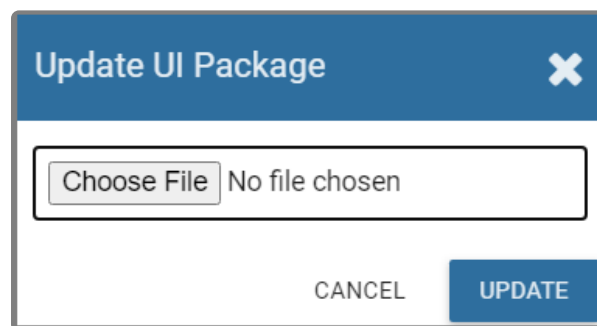 Update UI Package
Choose File No file chosen
CANCEL UPDATE